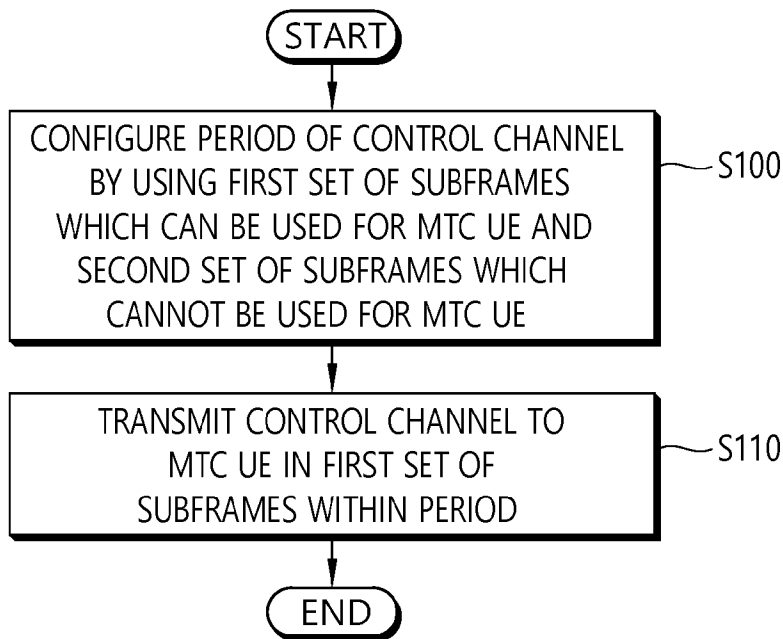 START
CONFIGURE PERIOD OF CONTROL CHANNEL
BY USING FIRST SET OF SUBFRAMES
WHICH CAN BE USED FOR MTC UE AND
SECOND SET OF SUBFRAMES WHICH
CANNOT BE USED FOR MTC UE
S100
TRANSMIT CONTROL CHANNEL TO
MTC UE IN FIRST SET OF
SUBFRAMES WITHIN PERIOD
S110
END